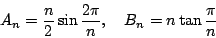 $A_n = \frac{n}{2} \sin \frac{2\pi}{n}, \quad B_n = n \tan \frac{\pi}{n}$